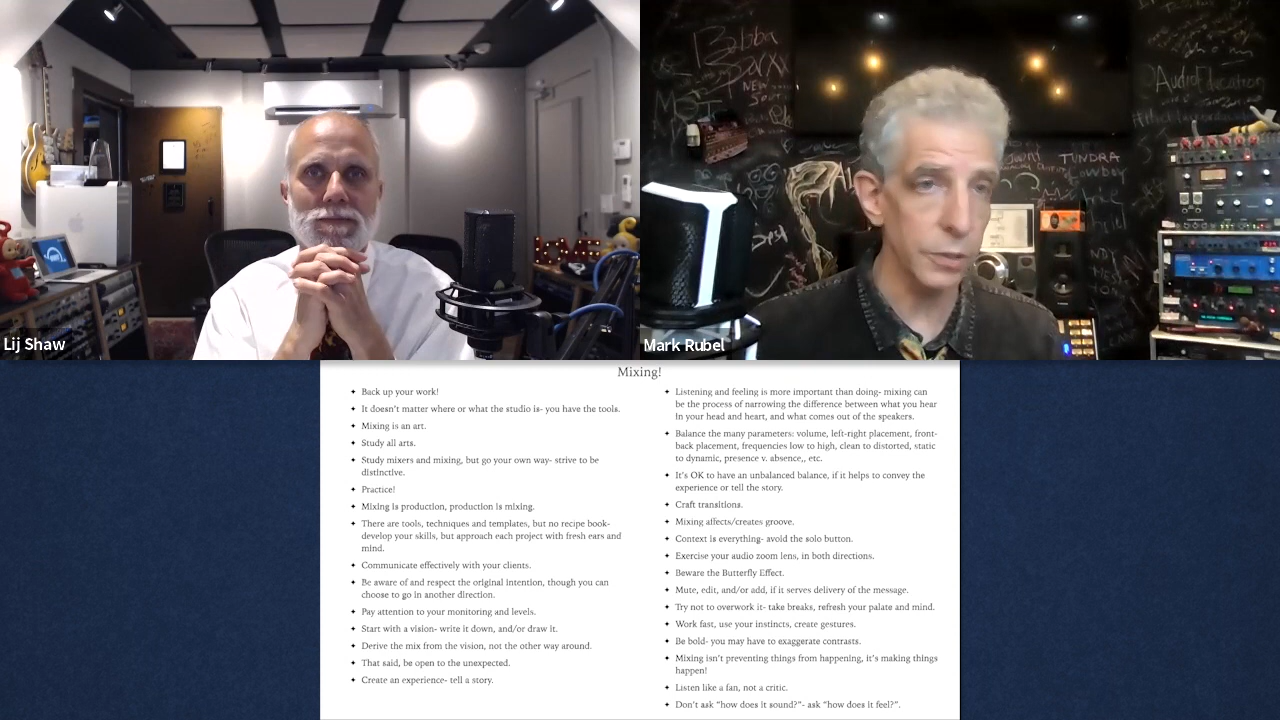 Bubba
Sparxx
NEW
South
AudioEducation
TUNDRA
Cowboy
Lij Shaw
Mark Rubel
Mixing!
✦ Back up your work!
✦ It doesn't matter where or what the studio is- you have the tools.
✦ Mixing is an art.
✦ Study all arts.
✦ Study mixers and mixing, but go your own way- strive to be
distinctive.
✦ Practice!
✦ Mixing is production, production is mixing.
✦ There are tools, techniques and templates, but no recipe book-
develop your skills, but approach each project with fresh ears and
mind.
✦ Communicate effectively with your clients.
✦ Be aware of and respect the original intention, though you can
choose to go in another direction.
✦ Pay attention to your monitoring and levels.
✦ Start with a vision- write it down, and/or draw it.
✦ Derive the mix from the vision, not the other way around.
✦ That said, be open to the unexpected.
✦ Create an experience- tell a story.
✦ Listening and feeling is more important than doing- mixing can
be the process of narrowing the difference between what you hear
in your head and heart, and what comes out of the speakers.
✦ Balance the many parameters: volume, left-right placement, front-
back placement, frequencies low to high, clean to distorted, static
to dynamic, presence v. absence,, etc.
✦ It's OK to have an unbalanced balance, if it helps to convey the
experience or tell the story.
✦ Craft transitions.
✦ Mixing affects/creates groove.
✦ Context is everything- avoid the solo button.
✦ Exercise your audio zoom lens, in both directions.
✦ Beware the Butterfly Effect.
✦ Mute, edit, and/or add, if it serves delivery of the message.
✦ Try not to overwork it- take breaks, refresh your palate and mind.
✦ Work fast, use your instincts, create gestures.
✦ Be bold- you may have to exaggerate contrasts.
✦ Mixing isn't preventing things from happening, it's making things
happen!
✦ Listen like a fan, not a critic.
✦ Don't ask "how does it sound?"- ask "how does it feel?".